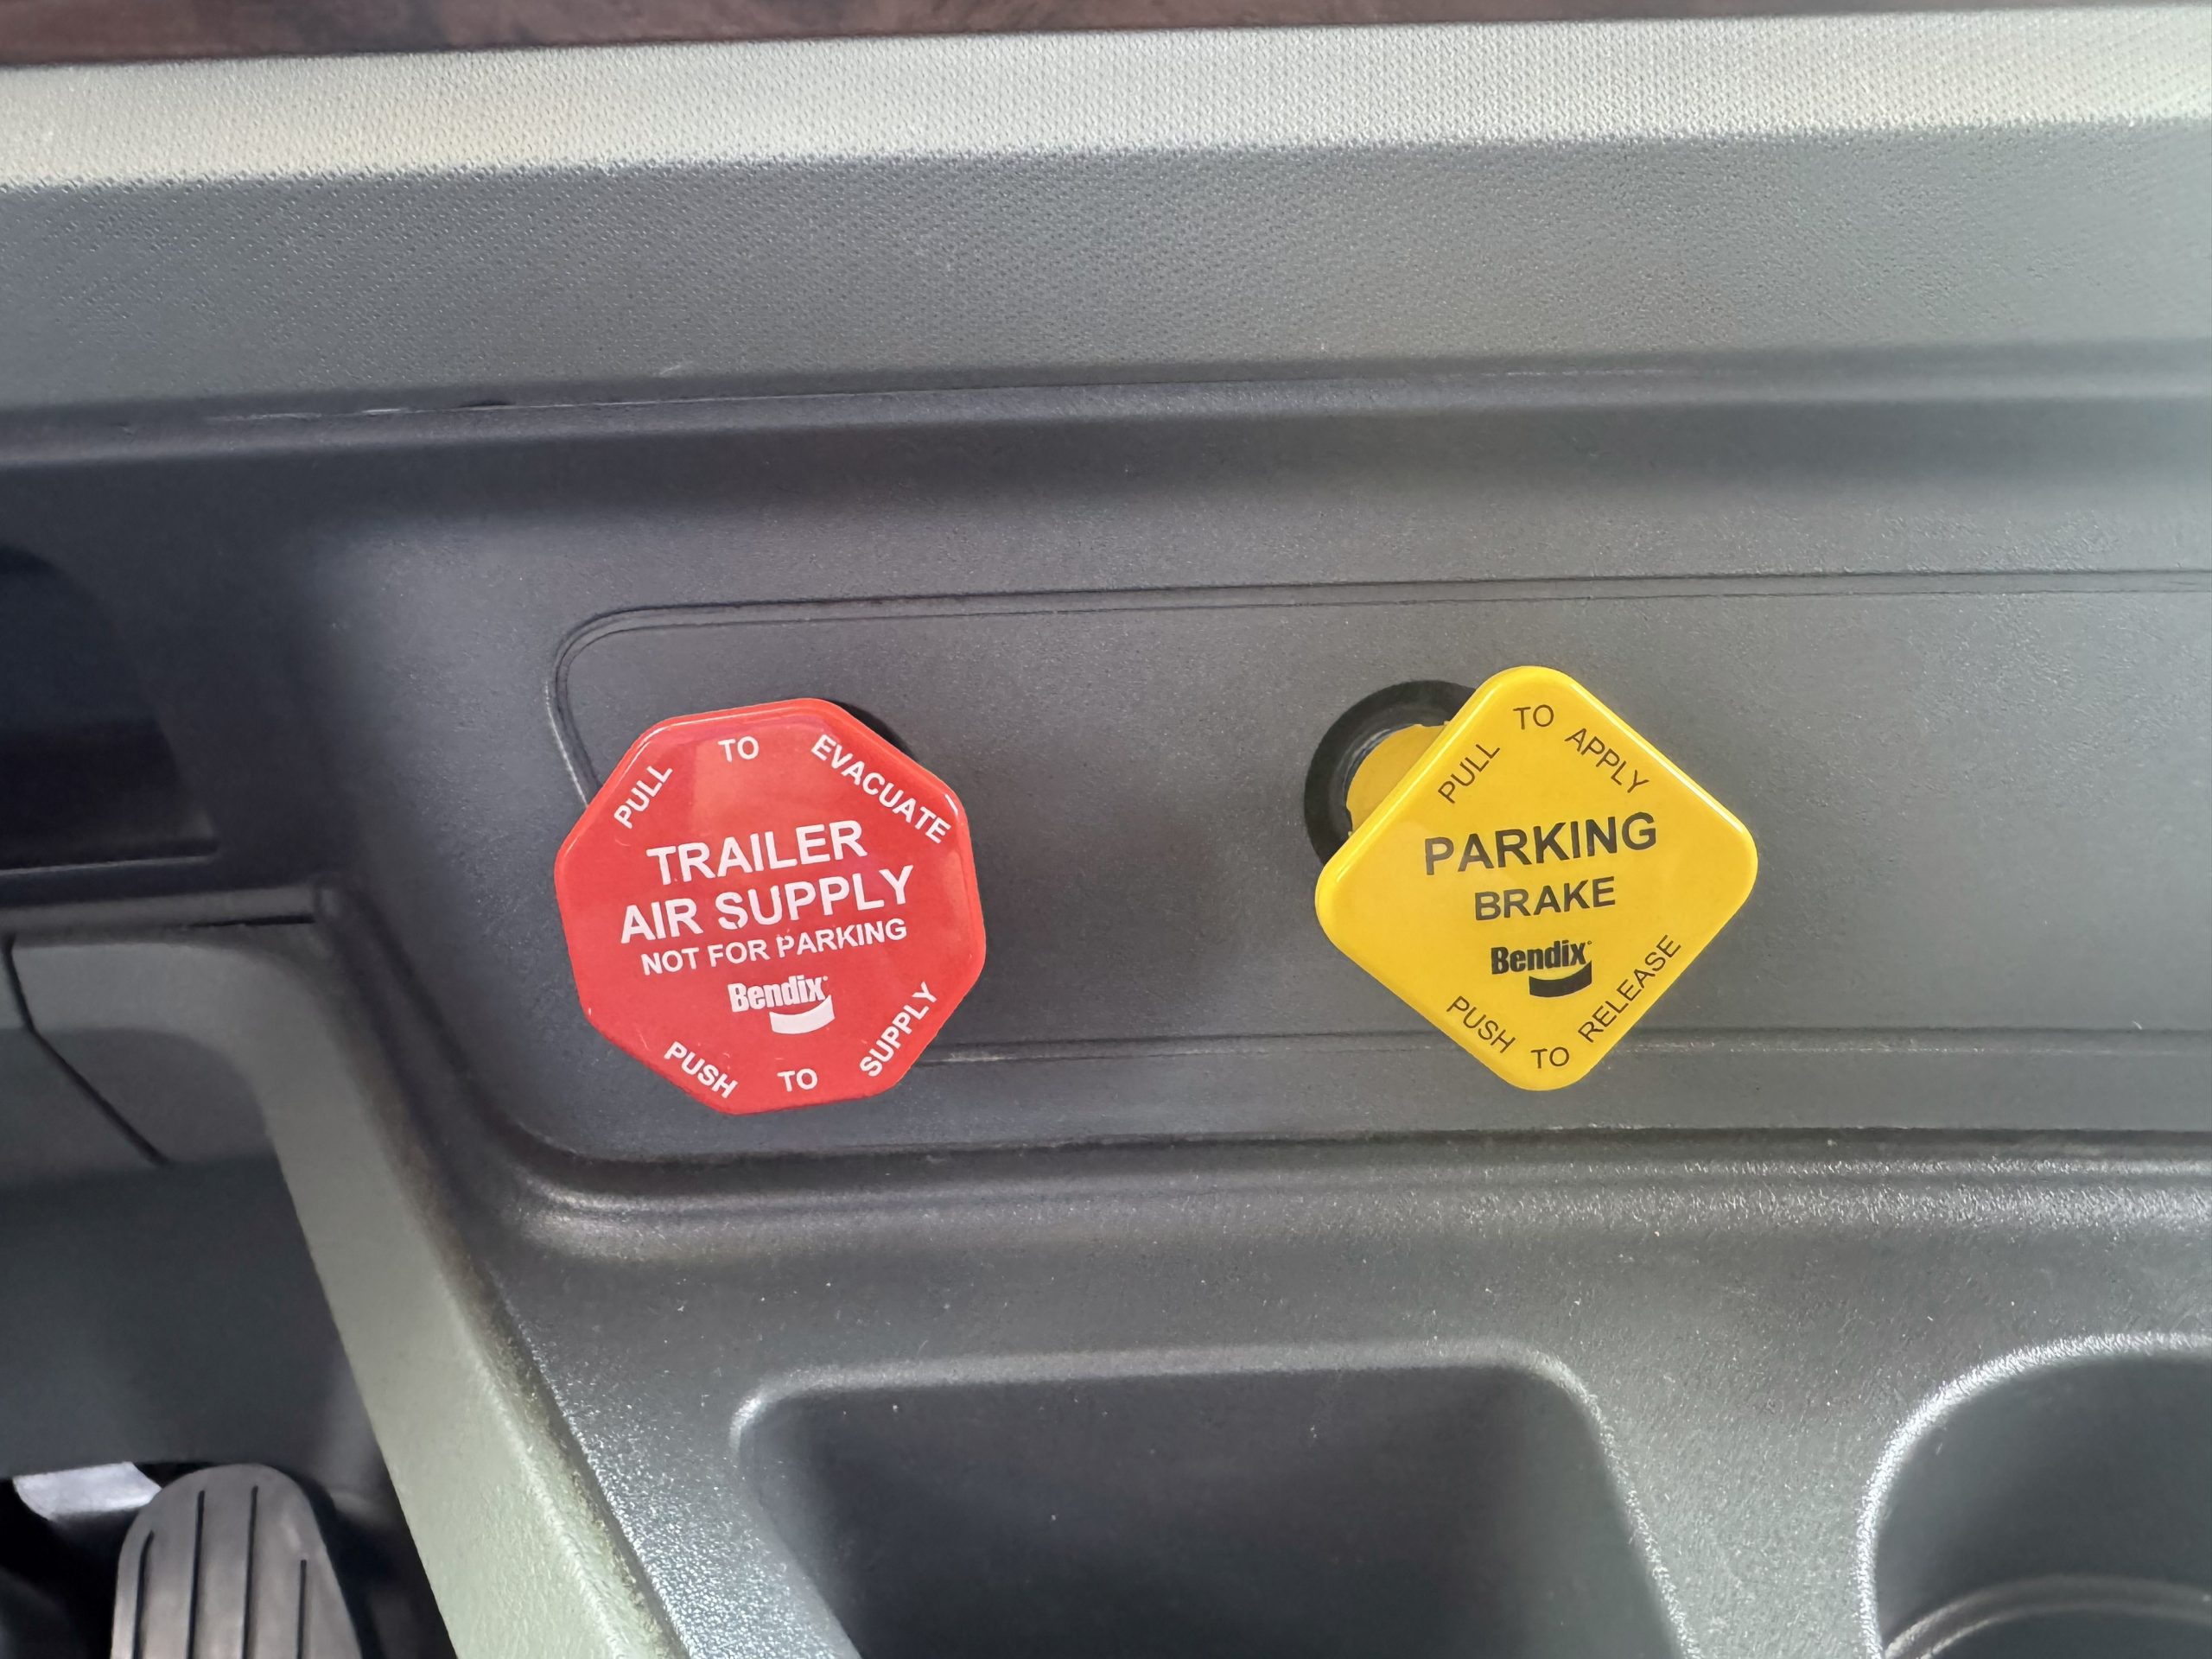 PULL TO EVACUATE
TRAILER
AIR SUPPLY
NOT FOR PARKING
Bendix
PUSH TO SUPPLY
PULL TO APPLY
PARKING
BRAKE
Bendix
PUSH TO RELEASE